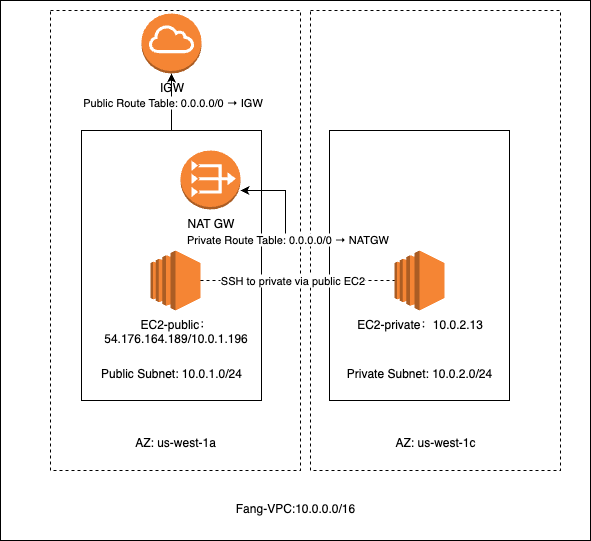 IGW
Public Route Table: 0.0.0.0/0 → IGW
NAT GW
Private Route Table: 0.0.0.0/0 → NATGW
SSH to private via public EC2
EC2-public：
54.176.164.189/10.0.1.196
EC2-private：10.0.2.13
Public Subnet: 10.0.1.0/24
Private Subnet: 10.0.2.0/24
AZ: us-west-1a
AZ: us-west-1c
Fang-VPC:10.0.0.0/16